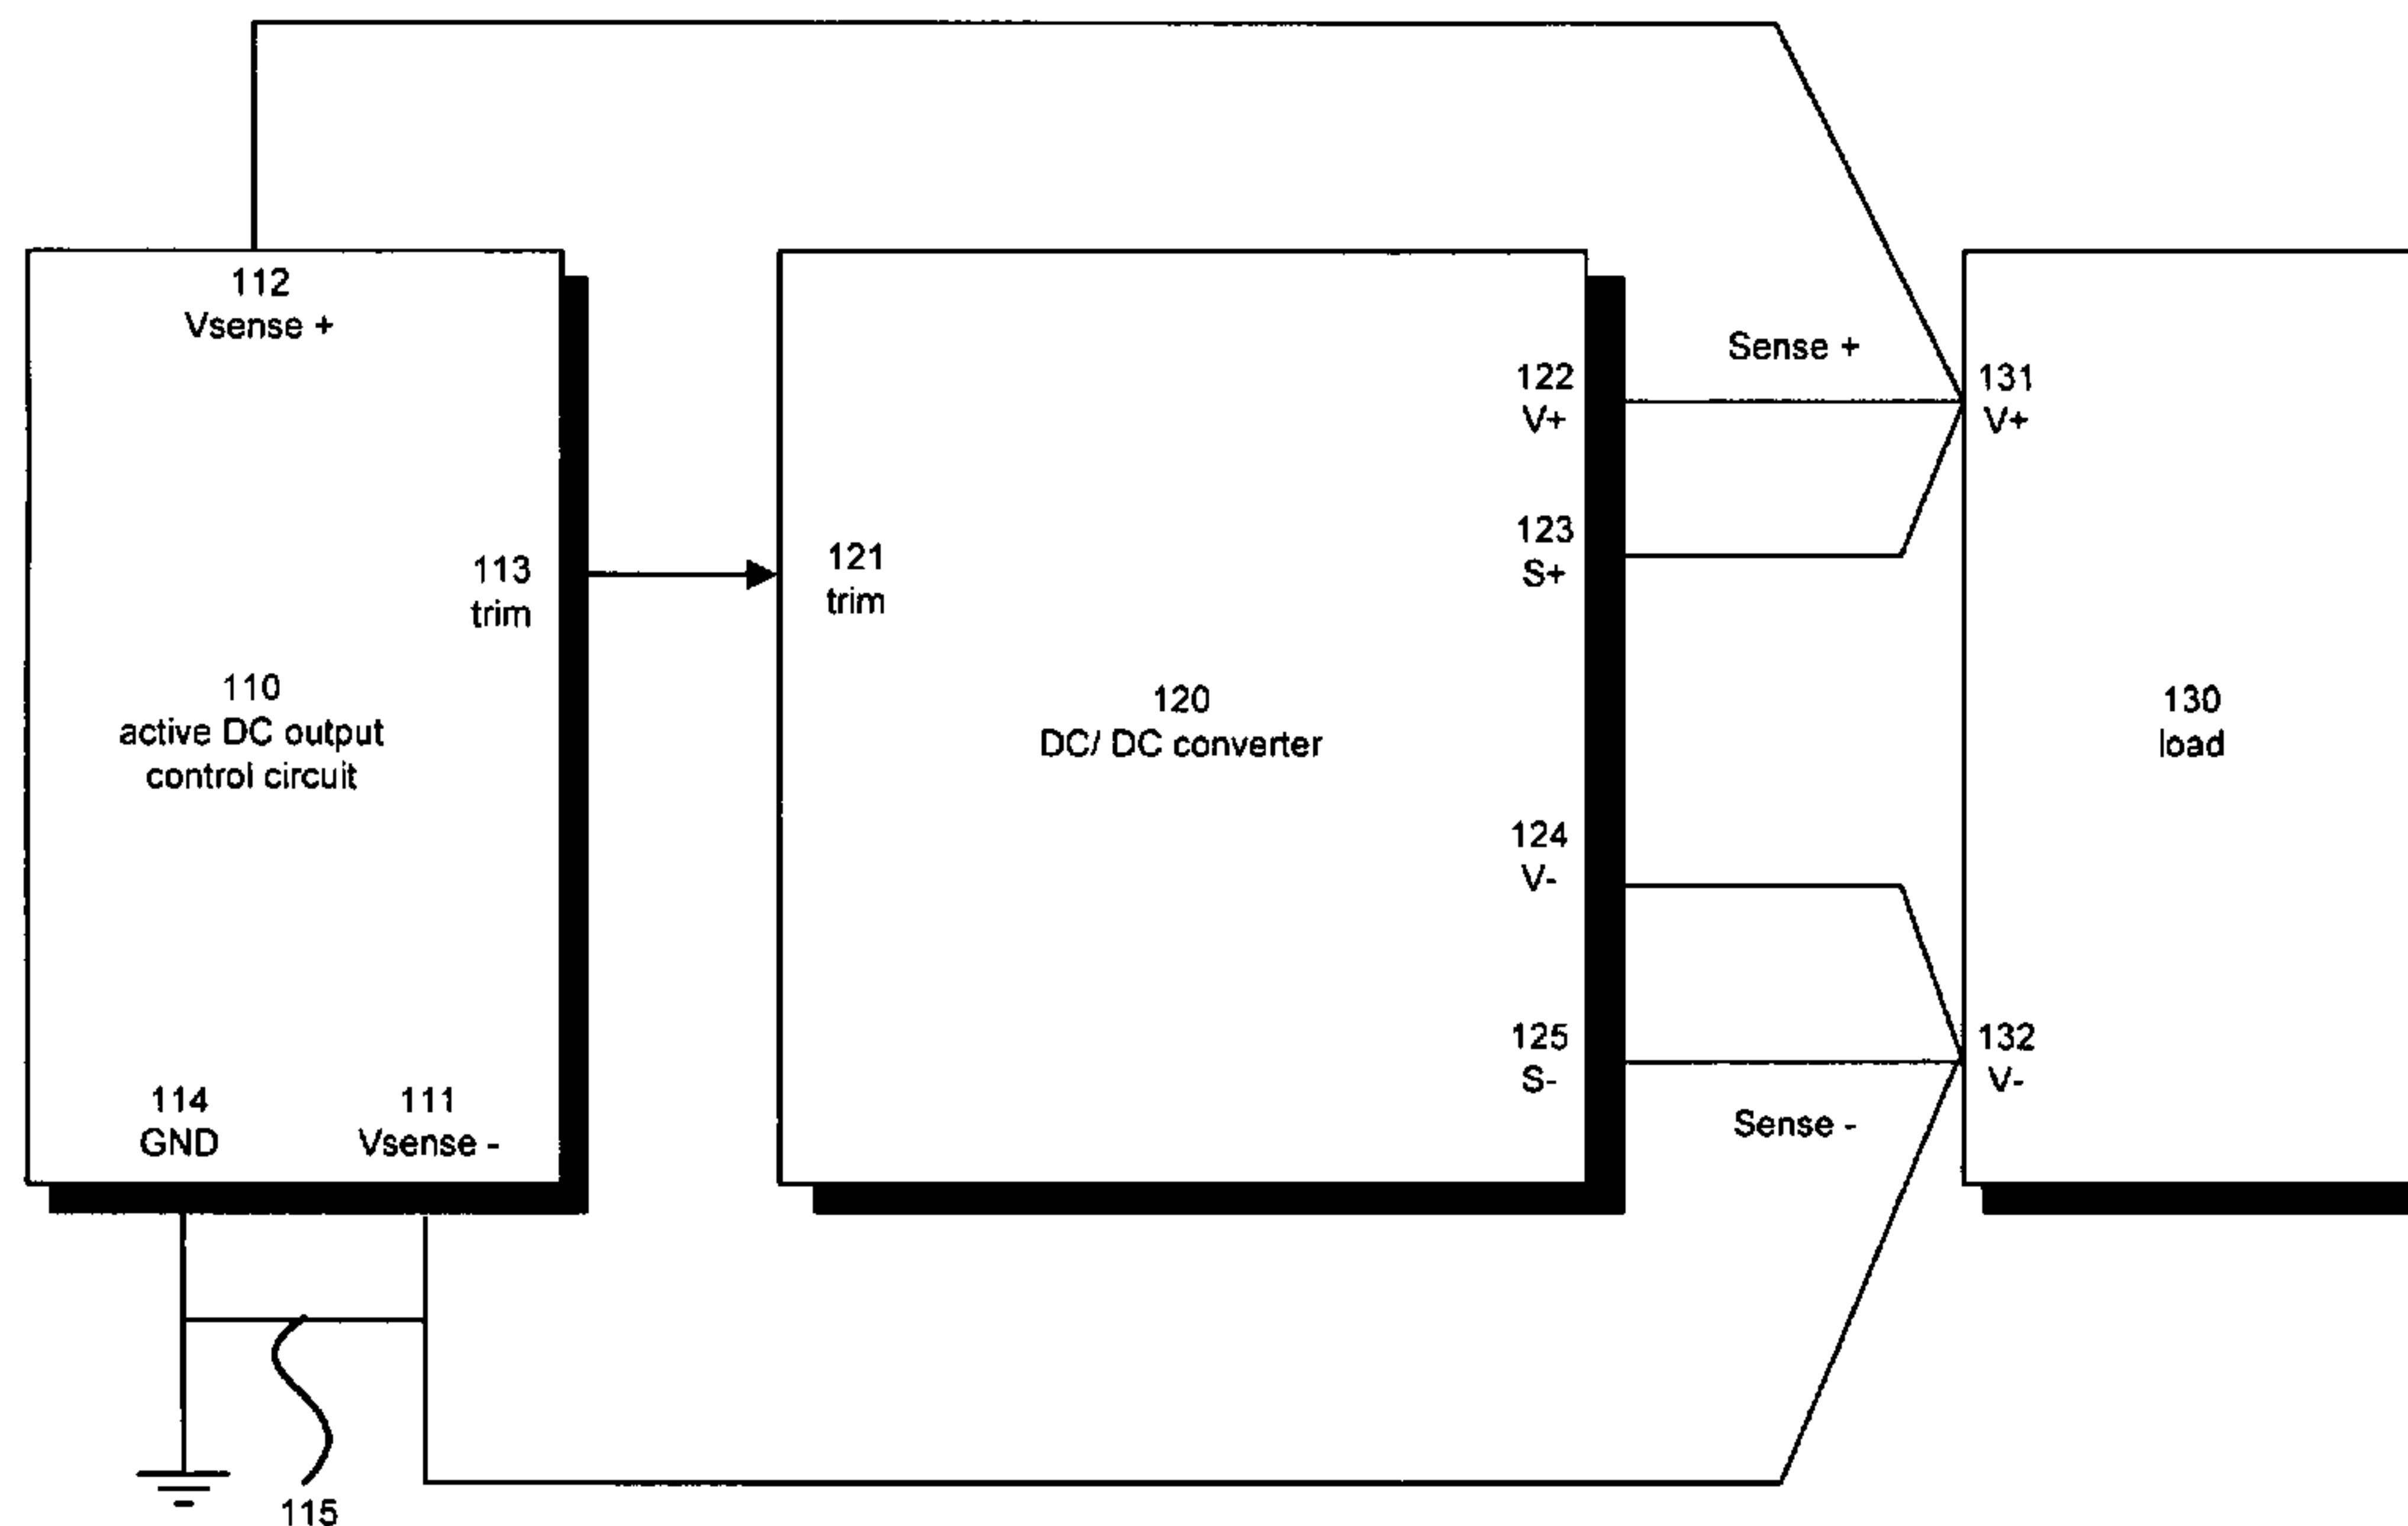 112
Vsense +
113
trim
110
active DC output
control circuit
114
GND
111
Vsense -
115
121
trim
120
DC/ DC converter
122
V+
123
S+
124
V-
125
S-
Sense +
Sense -
131
V+
130
load
132
V-